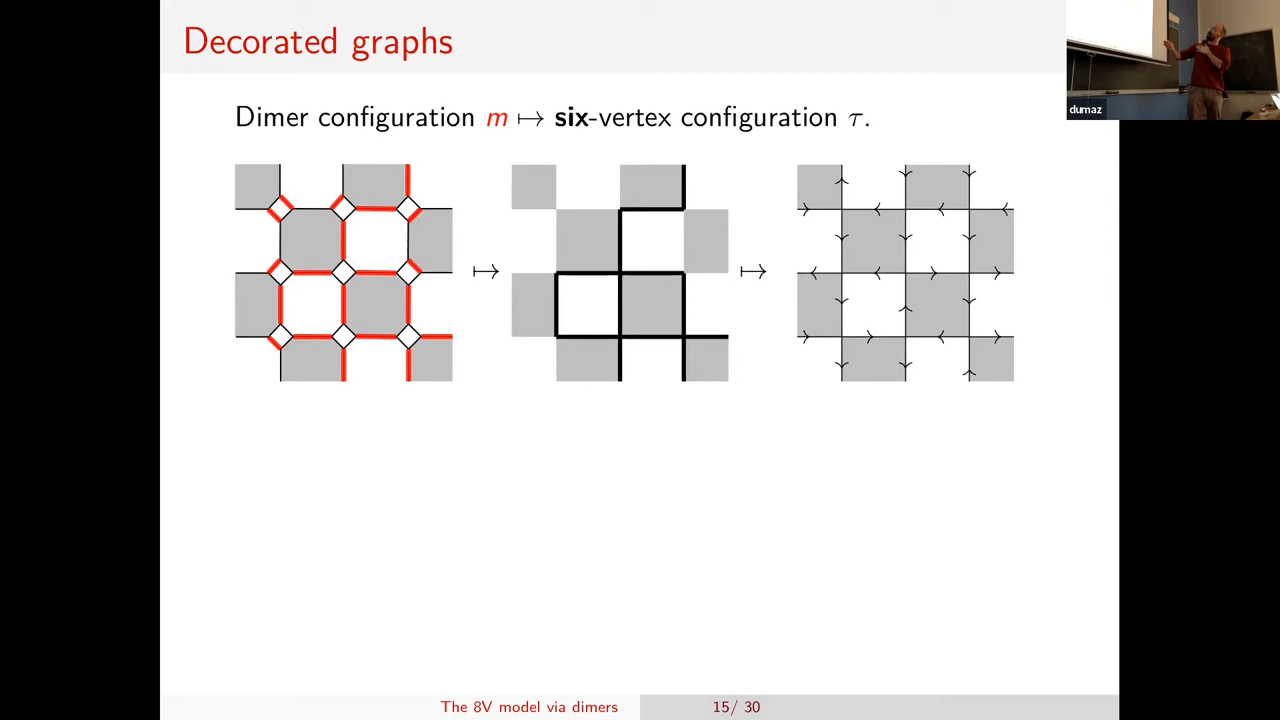 Decorated graphs
dumaz
Dimer configuration m ↦ six-vertex configuration τ.
↦ ↦
The 8V model via dimers 15/ 30